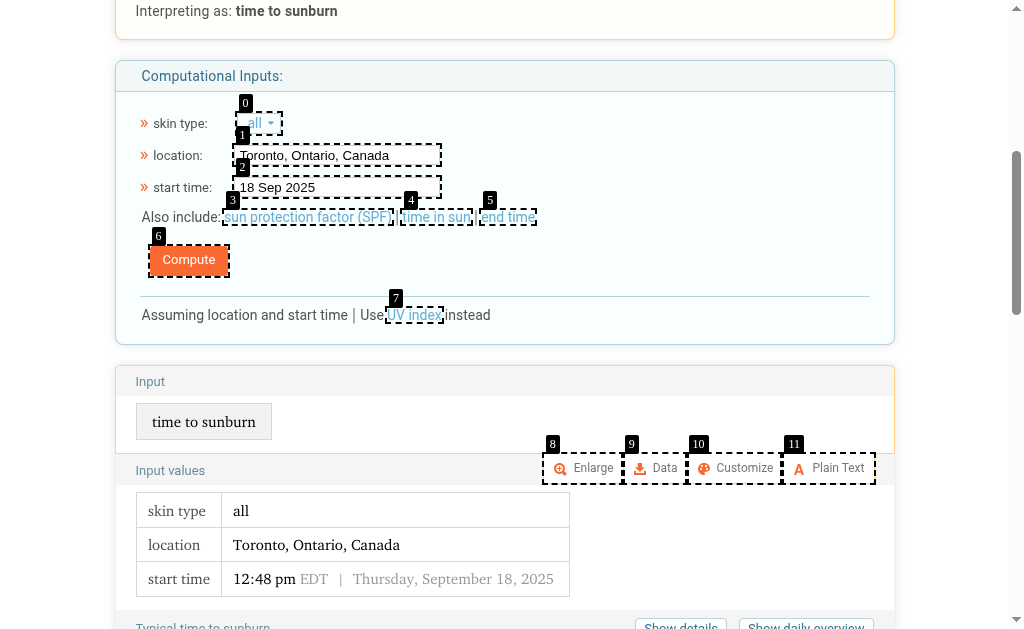 Interpreting as: time to sunburn
Computational Inputs:
0
» skin type: all
1
» location: Toronto, Ontario, Canada
2
» start time: 18 Sep 2025
3 4 5
Also include: sun protection factor (SPF) | time in sun | end time
6
Compute
7
Assuming location and start time | Use UV index instead
Input
time to sunburn
8 9 10 11
Input values Enlarge Data Customize Plain Text
skin type all
location Toronto, Ontario, Canada
start time 12:48 pm EDT | Thursday, September 18, 2025
Typical time to sunburn Show details Show daily overview